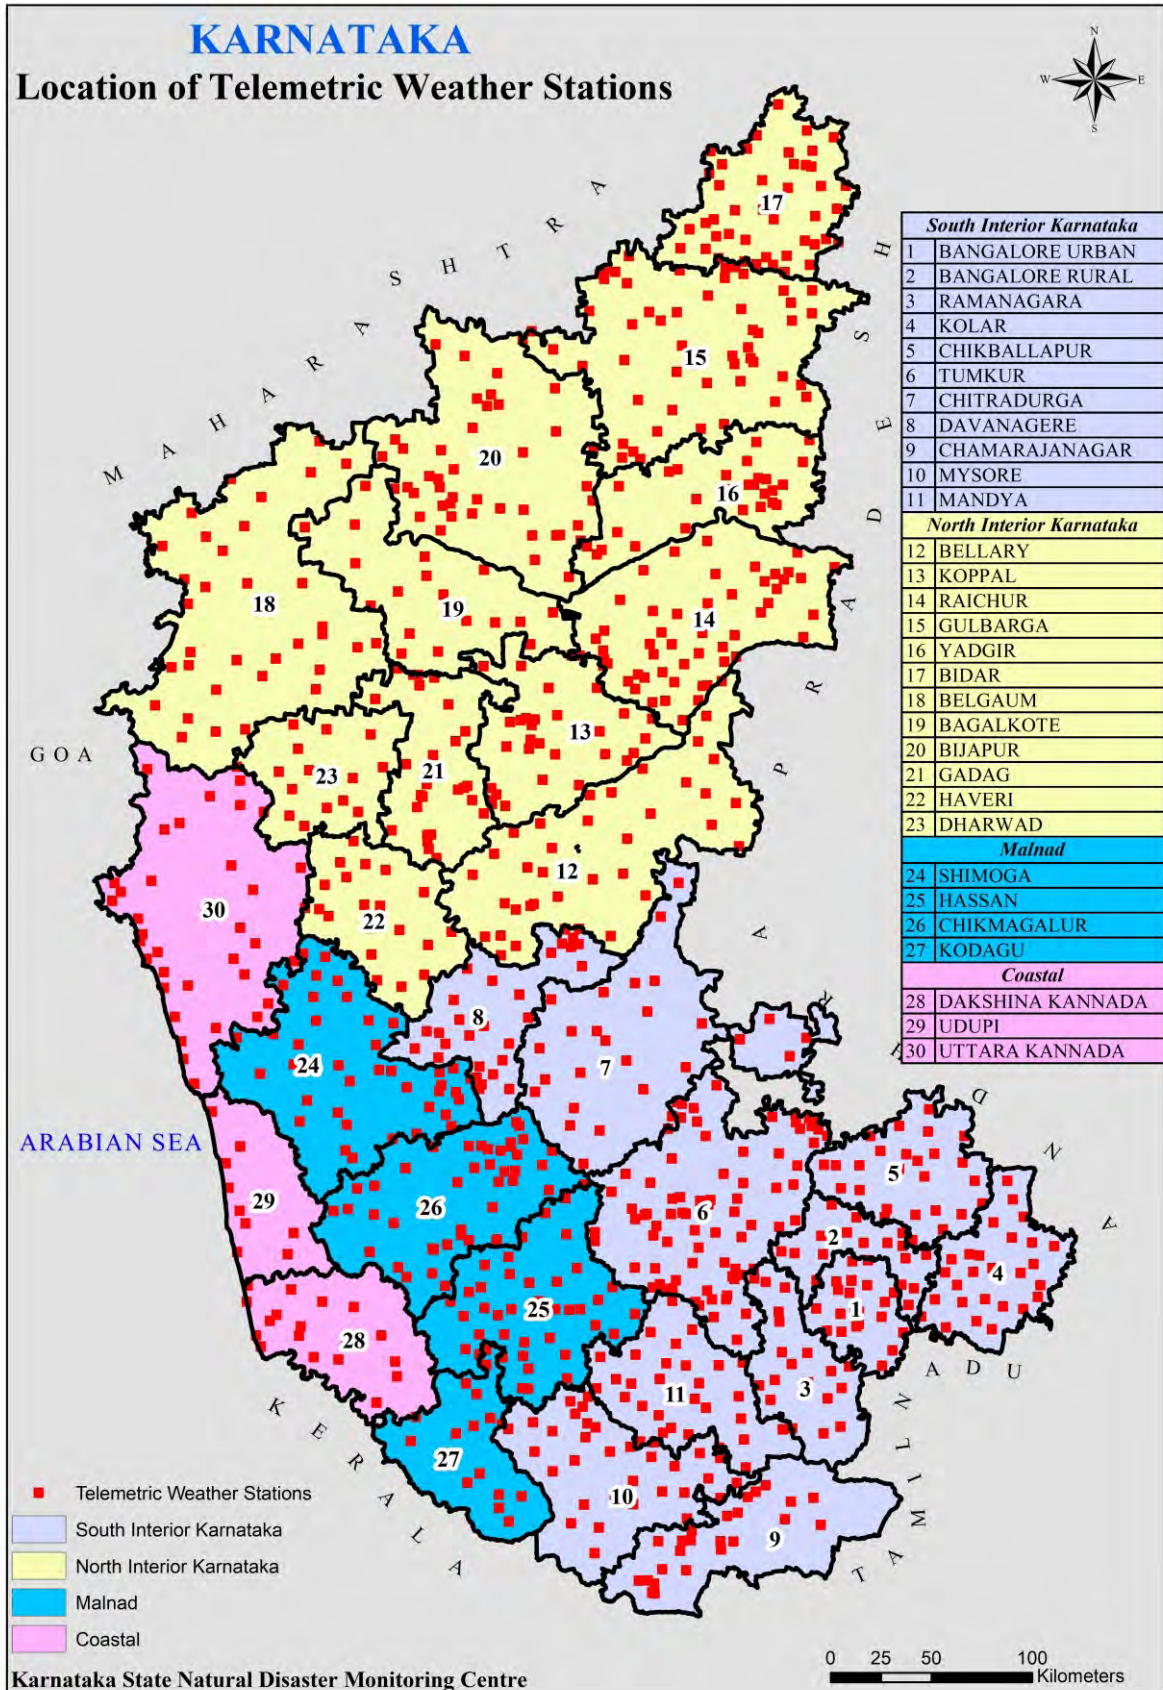 KARNATAKA
Location of Telemetric Weather Stations
N
W E
S
MAHARASHTRA
GOA
ARABIAN SEA
KERALA
TAMILNADU
ANDHRA PRADESH
17
15
20
16
18
19
14
13
23
21
12
30
22
8
7
24
5
29
26
6
2
4
25
1
28
11
3
27
10
9
South Interior Karnataka
1 BANGALORE URBAN
2 BANGALORE RURAL
3 RAMANAGARA
4 KOLAR
5 CHIKBALLAPUR
6 TUMKUR
7 CHITRADURGA
8 DAVANAGERE
9 CHAMARAJANAGAR
10 MYSORE
11 MANDYA
North Interior Karnataka
12 BELLARY
13 KOPPAL
14 RAICHUR
15 GULBARGA
16 YADGIR
17 BIDAR
18 BELGAUM
19 BAGALKOTE
20 BIJAPUR
21 GADAG
22 HAVERI
23 DHARWAD
Malnad
24 SHIMOGA
25 HASSAN
26 CHIKMAGALUR
27 KODAGU
Coastal
28 DAKSHINA KANNADA
29 UDUPI
30 UTTARA KANNADA
Telemetric Weather Stations
South Interior Karnataka
North Interior Karnataka
Malnad
Coastal
Karnataka State Natural Disaster Monitoring Centre
0 25 50 100
Kilometers